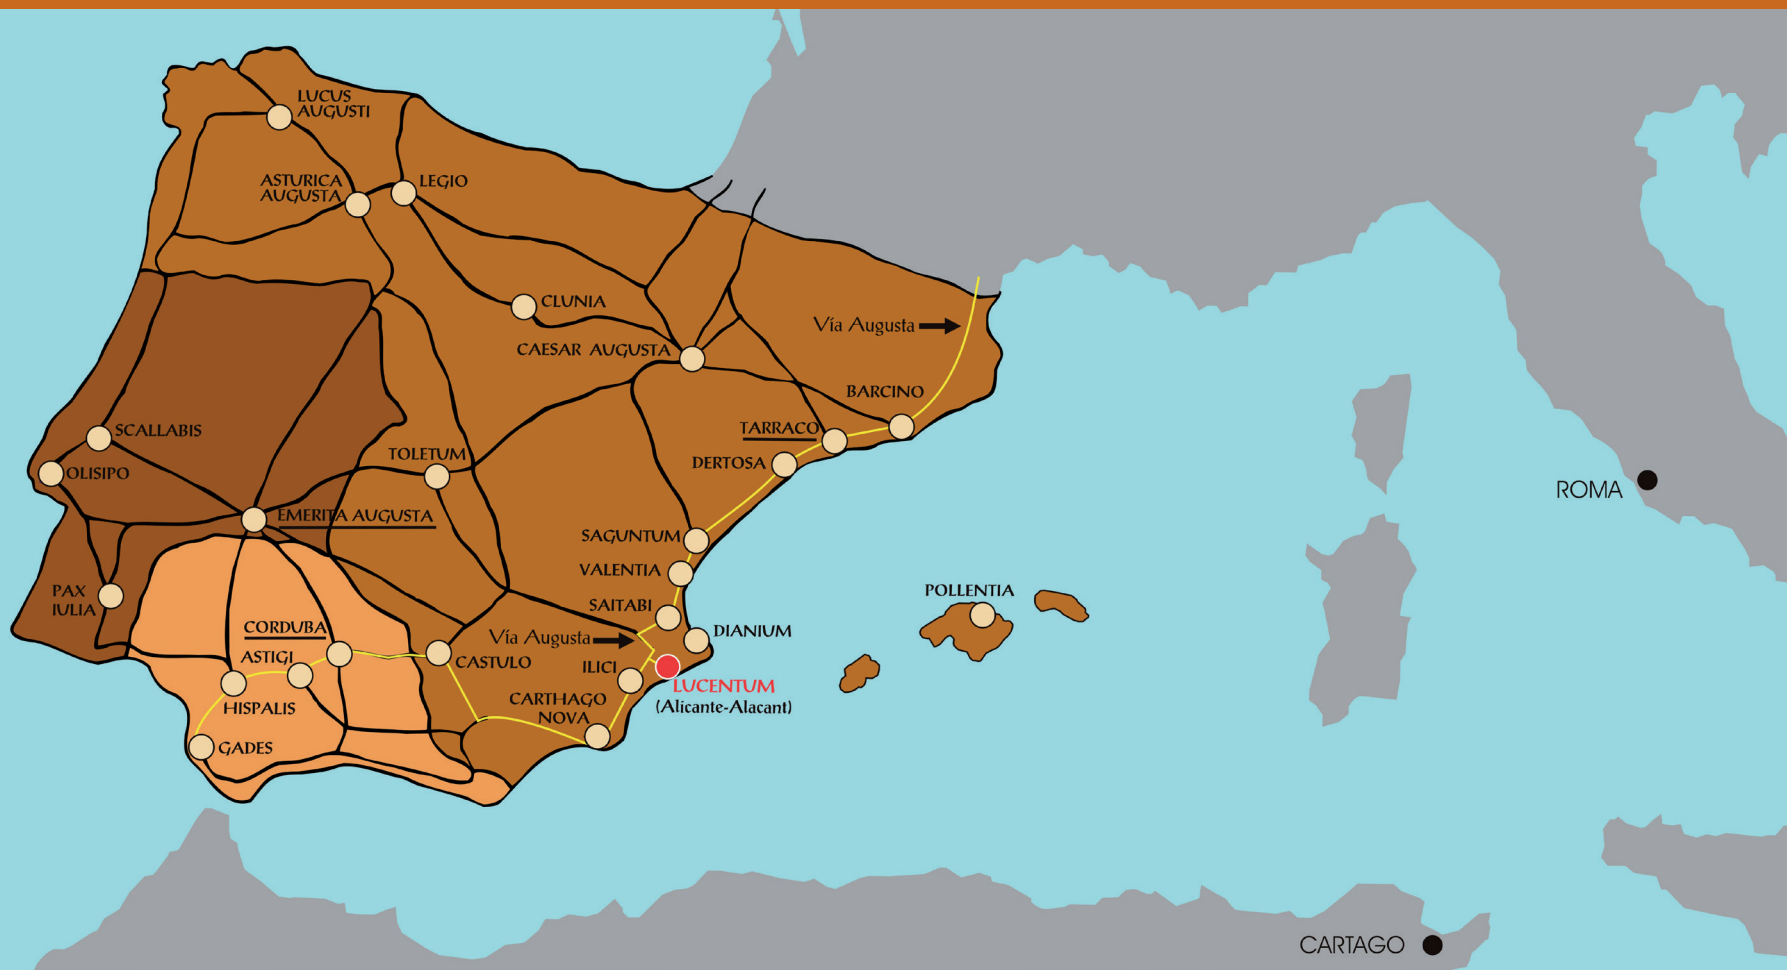 LUCUS
AUGUSTI
ASTURICA
AUGUSTA
LEGIO
CLUNIA
Vía Augusta
CAESAR AUGUSTA
BARCINO
TARRACO
SCALLABIS
TOLETUM
DERTOSA
OLISIPO
ROMA
EMERITA AUGUSTA
SAGUNTUM
VALENTIA
PAX
IULIA
SAITABI
POLLENTIA
CORDUBA
Vía Augusta
DIANIUM
ASTIGI
CASTULO
ILICI
LUCENTUM
(Alicante-Alacant)
HISPALIS
CARTHAGO
NOVA
GADES
CARTAGO